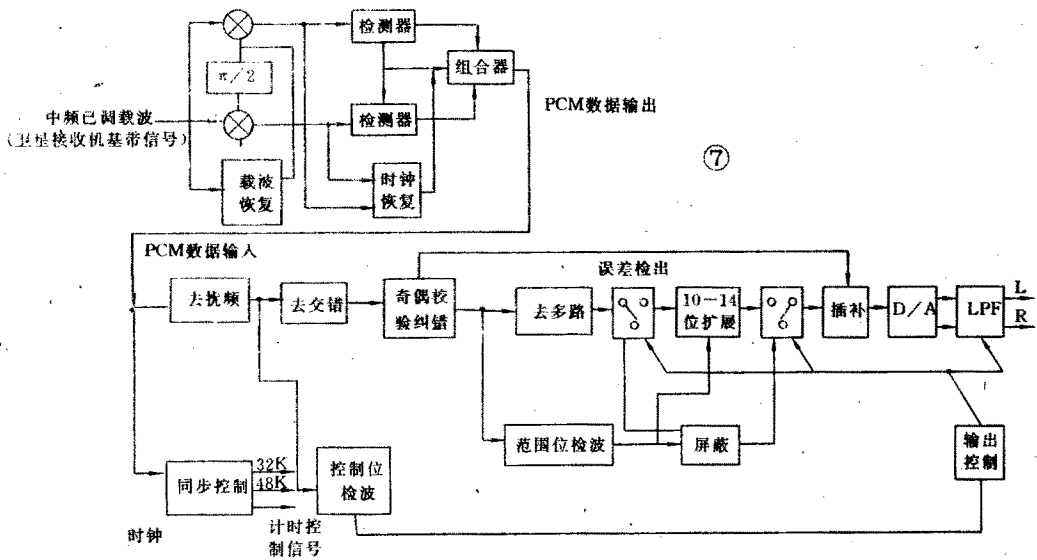 检测器
组合器
π/2
中频已调载波
(卫星接收机基带信号)
检测器
PCM数据输出
⑦
载波
恢复
时钟
恢复
PCM数据输入
误差检出
去扰频
去交错
奇偶校
验纠错
去多路
10-14
位扩展
插补
D/A
LPF
L
R
范围位检波
屏蔽
输出
控制
同步控制
32K
48K
控制位
检波
时钟
计时控
制信号